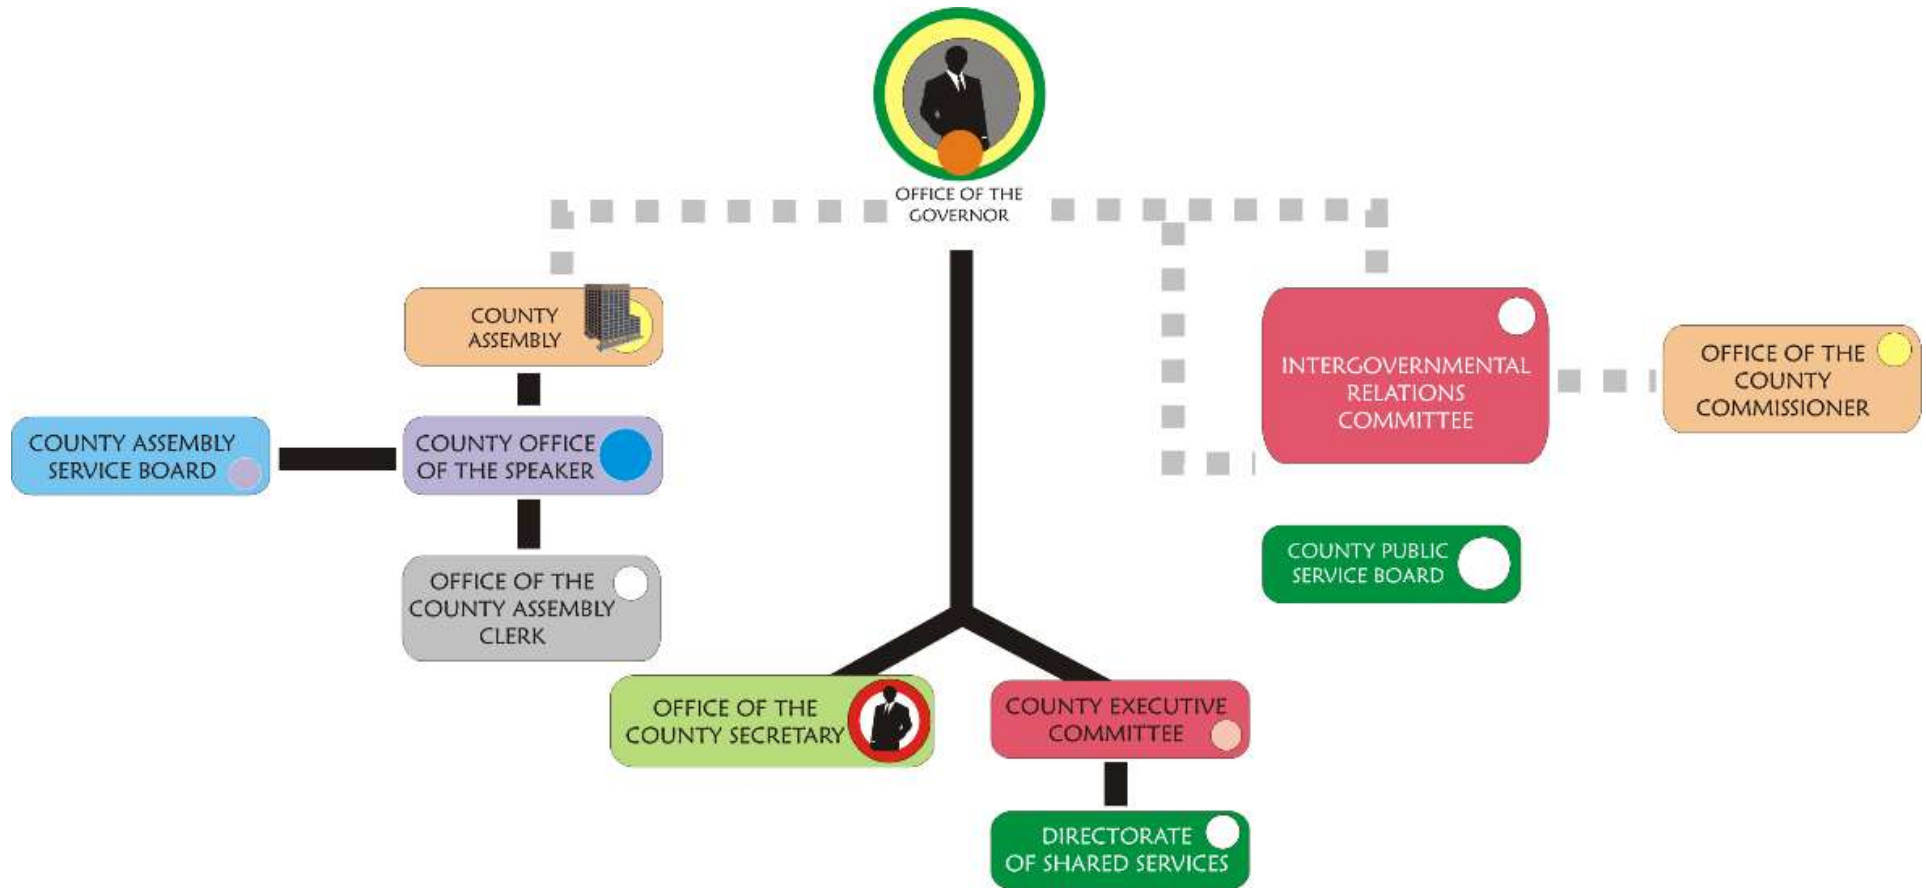 OFFICE OF THE
GOVERNOR
COUNTY
ASSEMBLY
INTERGOVERNMENTAL
RELATIONS
COMMITTEE
OFFICE OF THE
COUNTY
COMMISSIONER
COUNTY ASSEMBLY
SERVICE BOARD
COUNTY OFFICE
OF THE SPEAKER
COUNTY PUBLIC
SERVICE BOARD
OFFICE OF THE
COUNTY ASSEMBLY
CLERK
OFFICE OF THE
COUNTY SECRETARY
COUNTY EXECUTIVE
COMMITTEE
DIRECTORATE
OF SHARED SERVICES